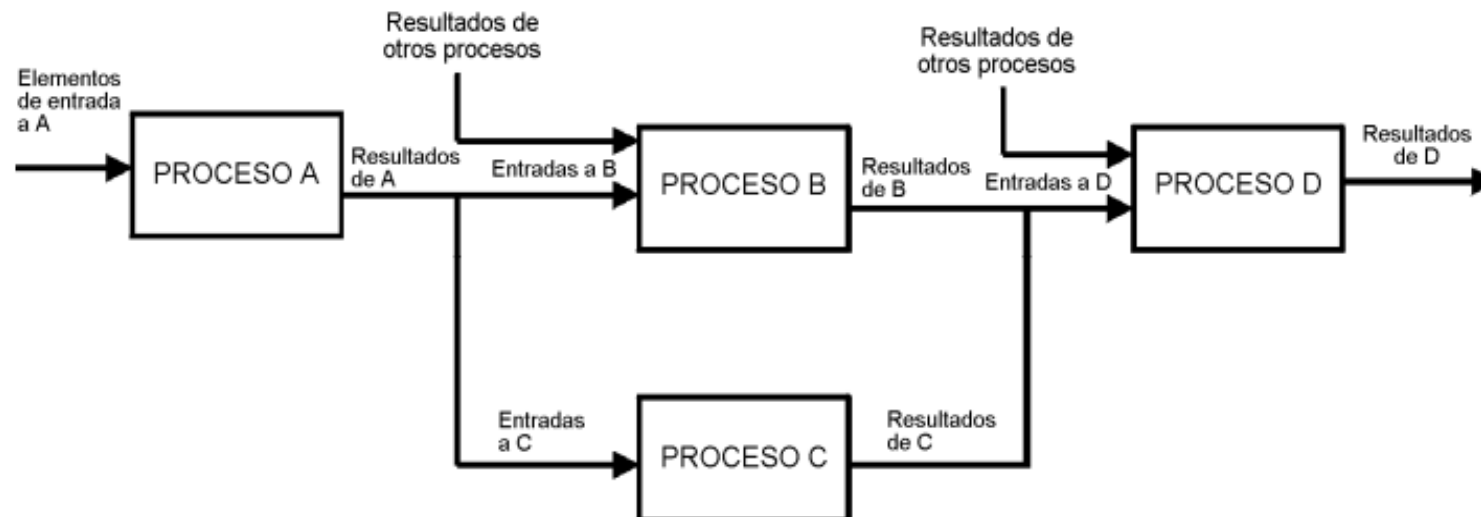 Resultados de
otros procesos
Resultados de
otros procesos
Elementos
de entrada
a A
PROCESO A
Resultados
de A
Entradas a B
PROCESO B
Resultados
de B
Entradas a D
PROCESO D
Resultados
de D
Entradas
a C
PROCESO C
Resultados
de C